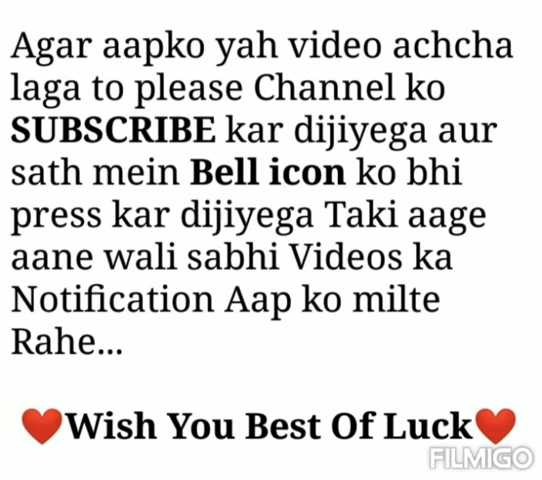 Agar aapko yah video achcha
laga to please Channel ko
SUBSCRIBE kar dijiyega aur
sath mein Bell icon ko bhi
press kar dijiyega Taki aage
aane wali sabhi Videos ka
Notification Aap ko milte
Rahe...
❤️Wish You Best Of Luck❤️
FILMIGO